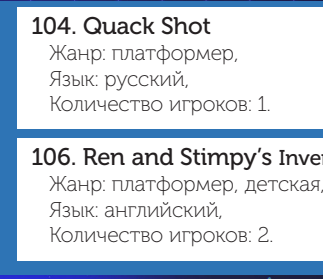 104. Quack Shot
Жанр: платформер,
Язык: русский,
Количество игроков: 1.
106. Ren and Stimpy's
Жанр: платформер, детская,
Язык: английский,
Количество игроков: 2.